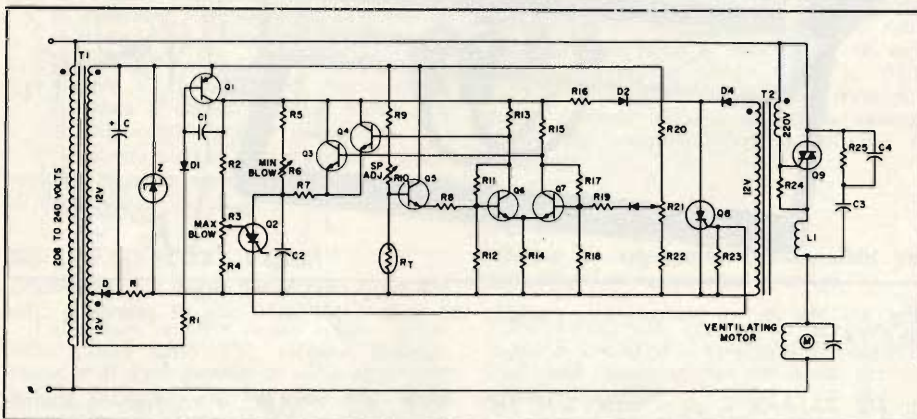 T1
Q1
C
+
12V
Z
C1
D1
R2
R5
MIN BLOW
R6
Q3
Q4
R7
R9
SP ADJ.
R10
Q5
R8
R13
R15
R16
D2
D4
T2
220V
R11
Q6
Q7
R17
R19
R20
R21
12V
Q8
R24
Q9
R25
C4
C3
L1
208 TO 240 VOLTS
MAX BLOW
R3
Q2
R4
C2
RT
R12
R14
R18
R22
R23
D
R
12V
R1
VENTILATING MOTOR
M